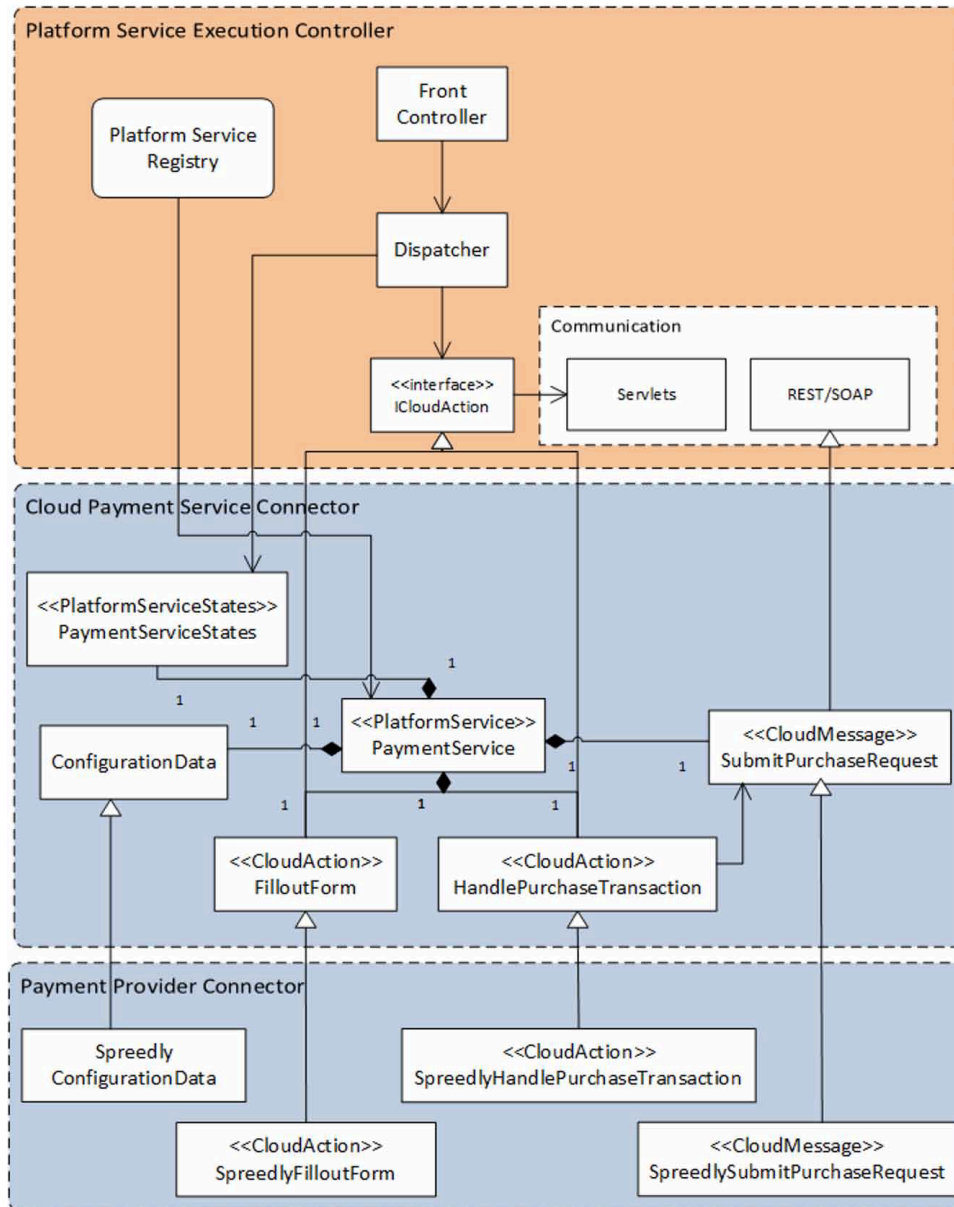 Platform Service Execution Controller
Front
Controller
Platform Service
Registry
Dispatcher
Communication
<<interface>>
ICloudAction
Servlets
REST/SOAP
Cloud Payment Service Connector
<<PlatformServiceStates>>
PaymentServiceStates
1
1
1
1
<<PlatformService>>
PaymentService
ConfigurationData
<<CloudMessage>>
SubmitPurchaseRequest
1
1
1
1
1
<<CloudAction>>
FilloutForm
<<CloudAction>>
HandlePurchaseTransaction
Payment Provider Connector
Spreedly
ConfigurationData
<<CloudAction>>
SpreedlyHandlePurchaseTransaction
<<CloudAction>>
SpreedlyFilloutForm
<<CloudMessage>>
SpreedlySubmitPurchaseRequest